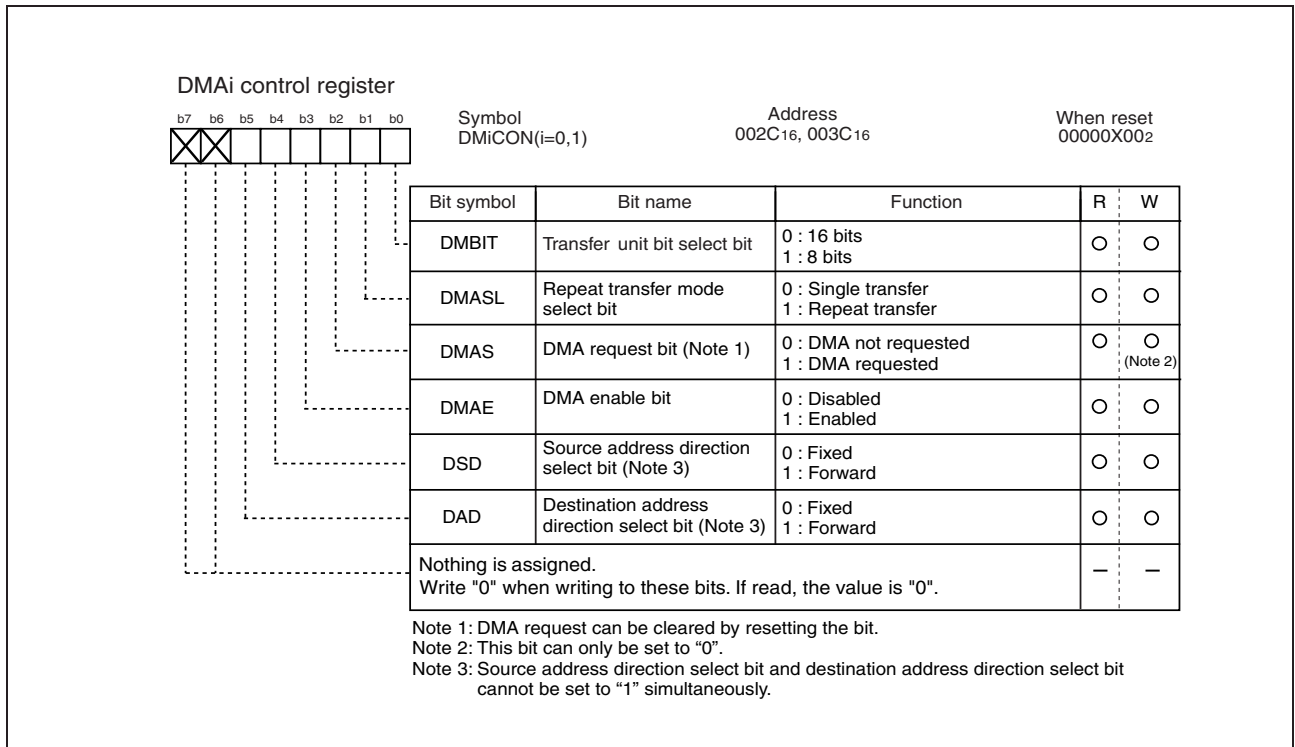 DMAi control register
b7 b6 b5 b4 b3 b2 b1 b0
Symbol Address When reset
DMiCON(i=0,1) 002C16, 003C16 00000X002
Bit symbol Bit name Function R W
DMBIT Transfer unit bit select bit 0 : 16 bits
1 : 8 bits
DMASL Repeat transfer mode select bit 0 : Single transfer
1 : Repeat transfer
DMAS DMA request bit (Note 1) 0 : DMA not requested
1 : DMA requested (Note 2)
DMAE DMA enable bit 0 : Disabled
1 : Enabled
DSD Source address direction select bit (Note 3) 0 : Fixed
1 : Forward
DAD Destination address direction select bit (Note 3) 0 : Fixed
1 : Forward
Nothing is assigned. – –
Write "0" when writing to these bits. If read, the value is "0".
Note 1: DMA request can be cleared by resetting the bit.
Note 2: This bit can only be set to “0”.
Note 3: Source address direction select bit and destination address direction select bit
cannot be set to “1” simultaneously.